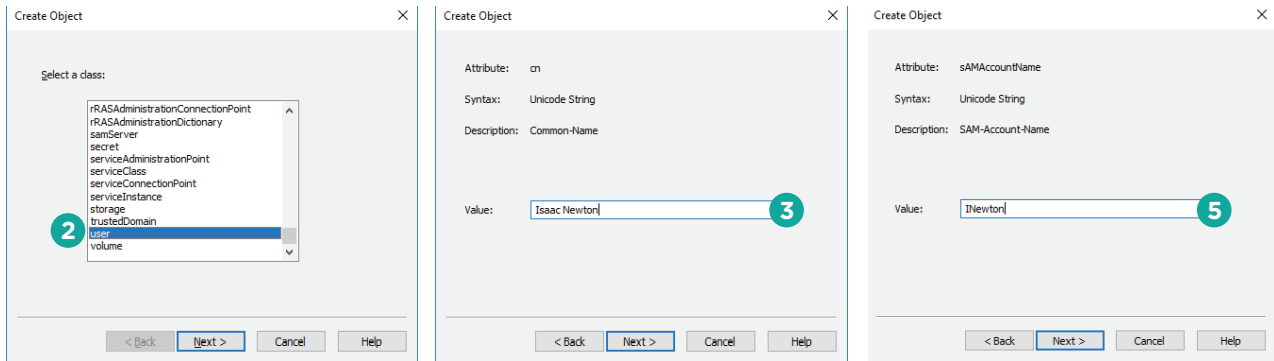 Create Object
Select a class:
rRASAdministrationConnectionPoint
rRASAdministrationDictionary
samServer
secret
serviceAdministrationPoint
serviceClass
serviceConnectionPoint
serviceInstance
storage
trustedDomain
2
user
volume
< Back Next > Cancel Help
Create Object
Attribute: cn
Syntax: Unicode String
Description: Common-Name
Value: Isaac Newton 3
< Back Next > Cancel Help
Create Object
Attribute: sAMAccountName
Syntax: Unicode String
Description: SAM-Account-Name
Value: INewton 5
< Back Next > Cancel Help